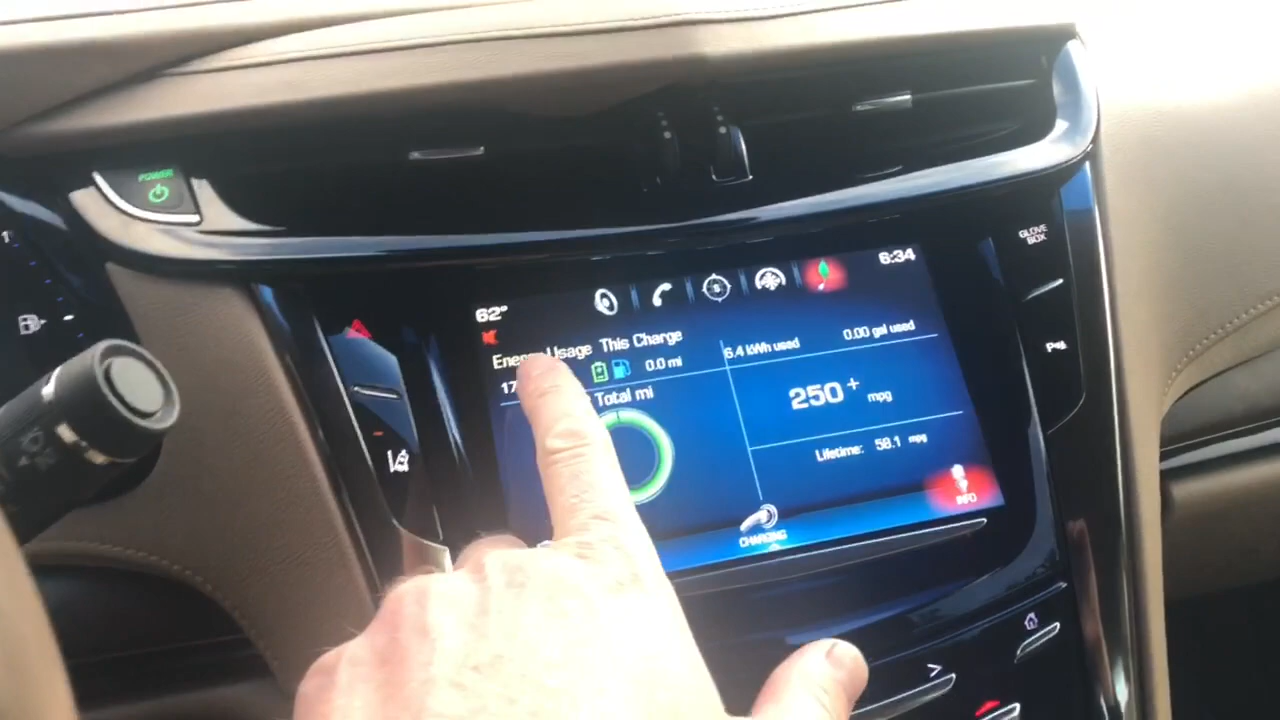 POWER
GLOVE
BOX
6:34
62°
Energy Usage This Charge
0.0 mi
6.4 kWh used
0.00 gal used
Total mi
250+ mpg
Lifetime: 58.1 mpg
INFO
CHARGING